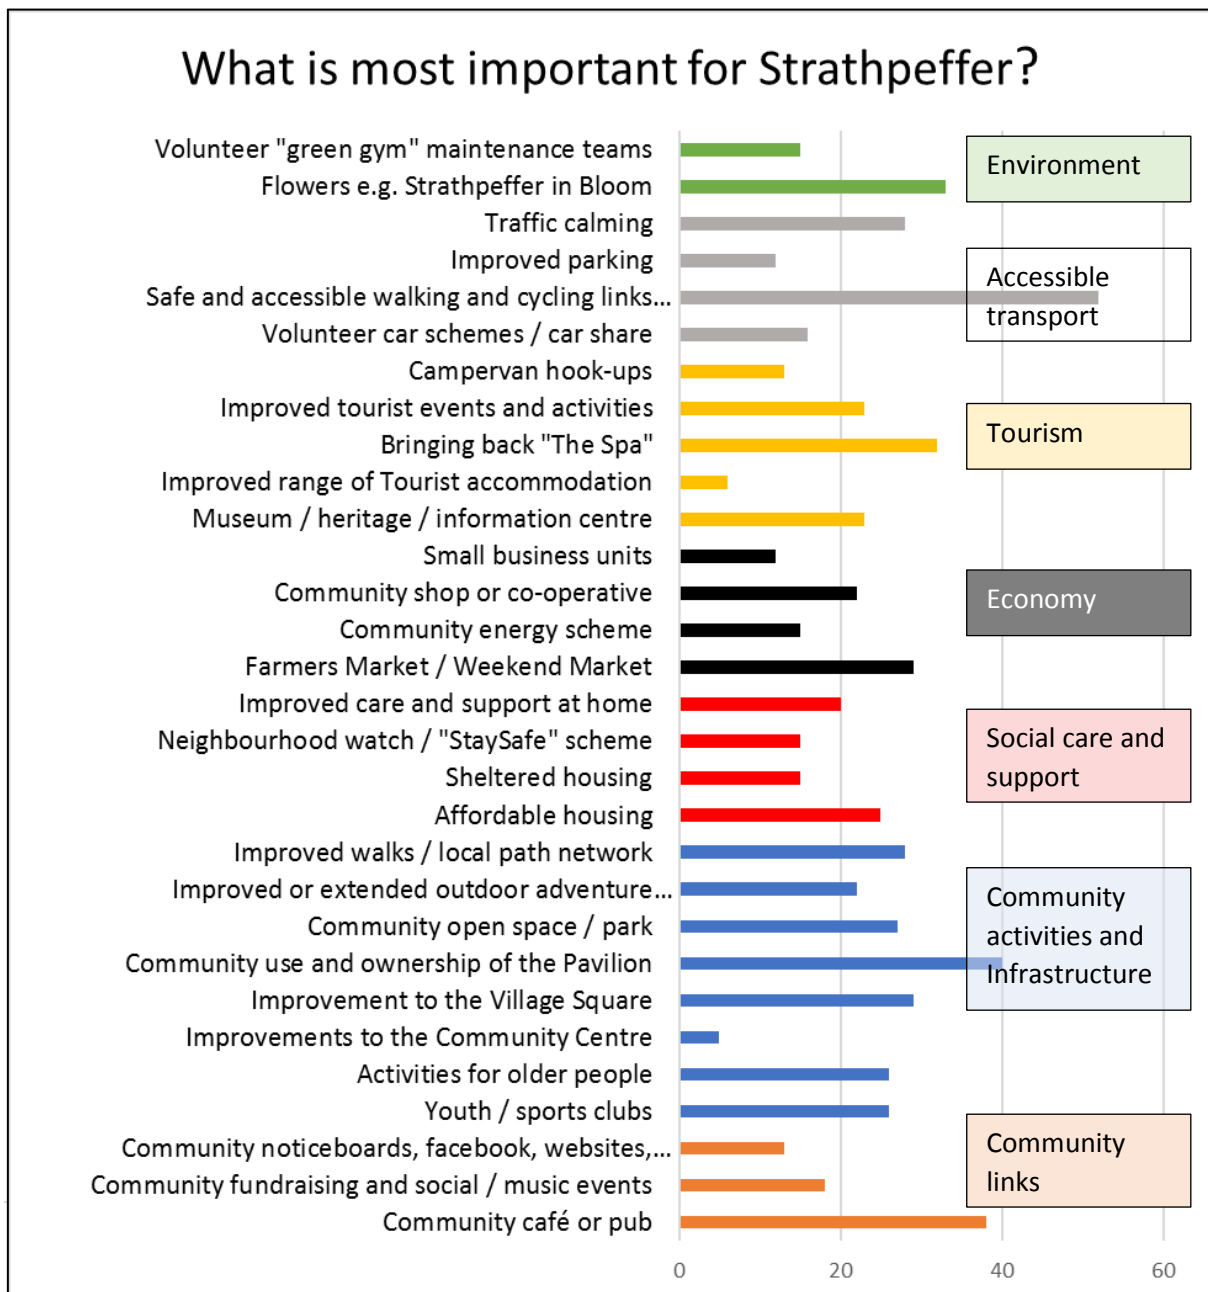 What is most important for Strathpeffer?
Volunteer "green gym" maintenance teams
Flowers e.g. Strathpeffer in Bloom
Traffic calming
Improved parking
Safe and accessible walking and cycling links...
Volunteer car schemes / car share
Campervan hook-ups
Improved tourist events and activities
Bringing back "The Spa"
Improved range of Tourist accommodation
Museum / heritage / information centre
Small business units
Community shop or co-operative
Community energy scheme
Farmers Market / Weekend Market
Improved care and support at home
Neighbourhood watch / "StaySafe" scheme
Sheltered housing
Affordable housing
Improved walks / local path network
Improved or extended outdoor adventure...
Community open space / park
Community use and ownership of the Pavilion
Improvement to the Village Square
Improvements to the Community Centre
Activities for older people
Youth / sports clubs
Community noticeboards, facebook, websites,...
Community fundraising and social / music events
Community café or pub
Environment
Accessible
transport
Tourism
Economy
Social care and
support
Community
activities and
Infrastructure
Community
links
0 20 40 60